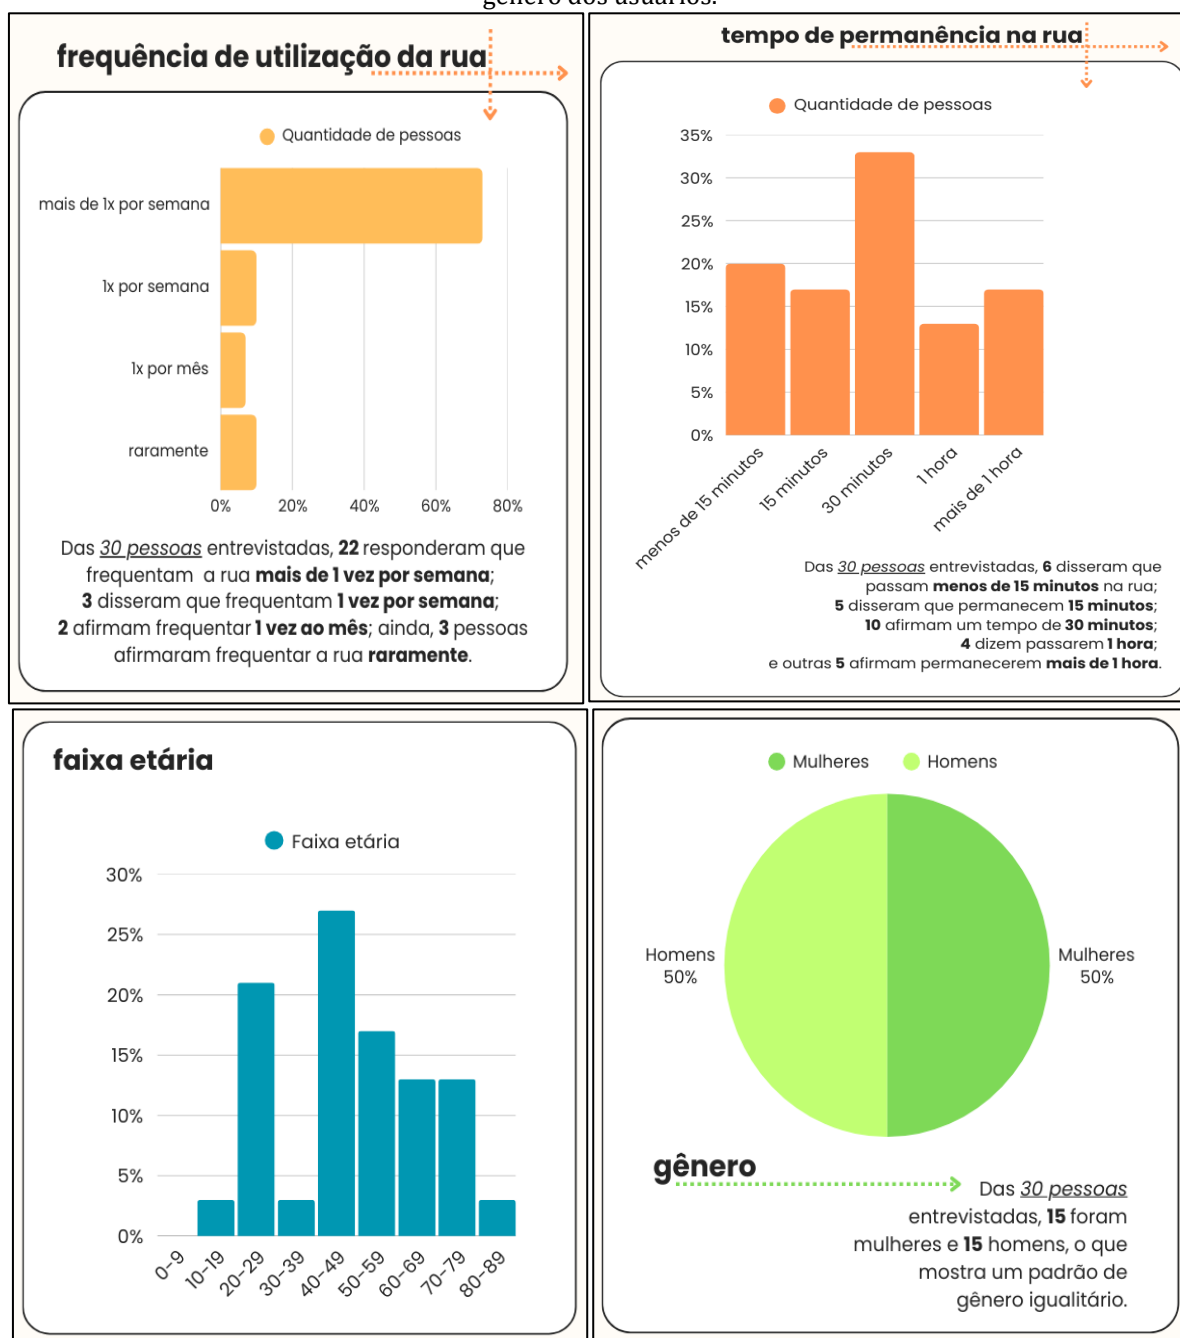 gênero dos usuários.
frequência de utilização da rua
Quantidade de pessoas
mais de 1x por semana
1x por semana
1x por mês
raramente
0% 20% 40% 60% 80%
Das 30 pessoas entrevistadas, 22 responderam que
frequentam a rua mais de 1 vez por semana;
3 disseram que frequentam 1 vez por semana;
2 afirmam frequentar 1 vez ao mês; ainda, 3 pessoas
afirmaram frequentar a rua raramente.
tempo de permanência na rua
Quantidade de pessoas
35%
30%
25%
20%
15%
10%
5%
0%
menos de 15 minutos
15 minutos
30 minutos
1 hora
mais de 1 hora
Das 30 pessoas entrevistadas, 6 disseram que
passam menos de 15 minutos na rua;
5 disseram que permanecem 15 minutos;
10 afirmam um tempo de 30 minutos;
4 dizem passarem 1 hora;
e outras 5 afirmam permanecerem mais de 1 hora.
faixa etária
Faixa etária
30%
25%
20%
15%
10%
5%
0%
0-9
10-19
20-29
30-39
40-49
50-59
60-69
70-79
80-89
Mulheres Homens
Homens
50%
Mulheres
50%
gênero
Das 30 pessoas
entrevistadas, 15 foram
mulheres e 15 homens, o que
mostra um padrão de
gênero igualitário.